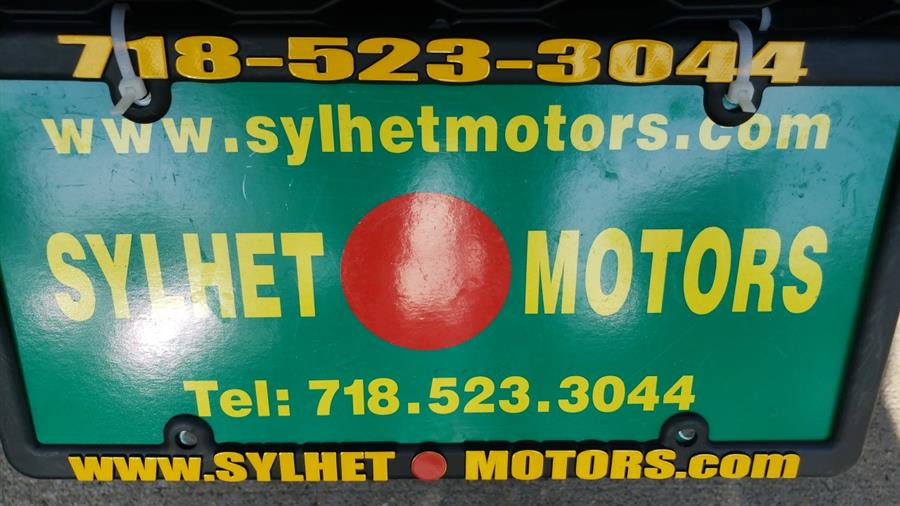 718-523-3044
www.sylhetmotors.com
SYLHET MOTORS
Tel: 718.523.3044
www.SYLHET MOTORS.com